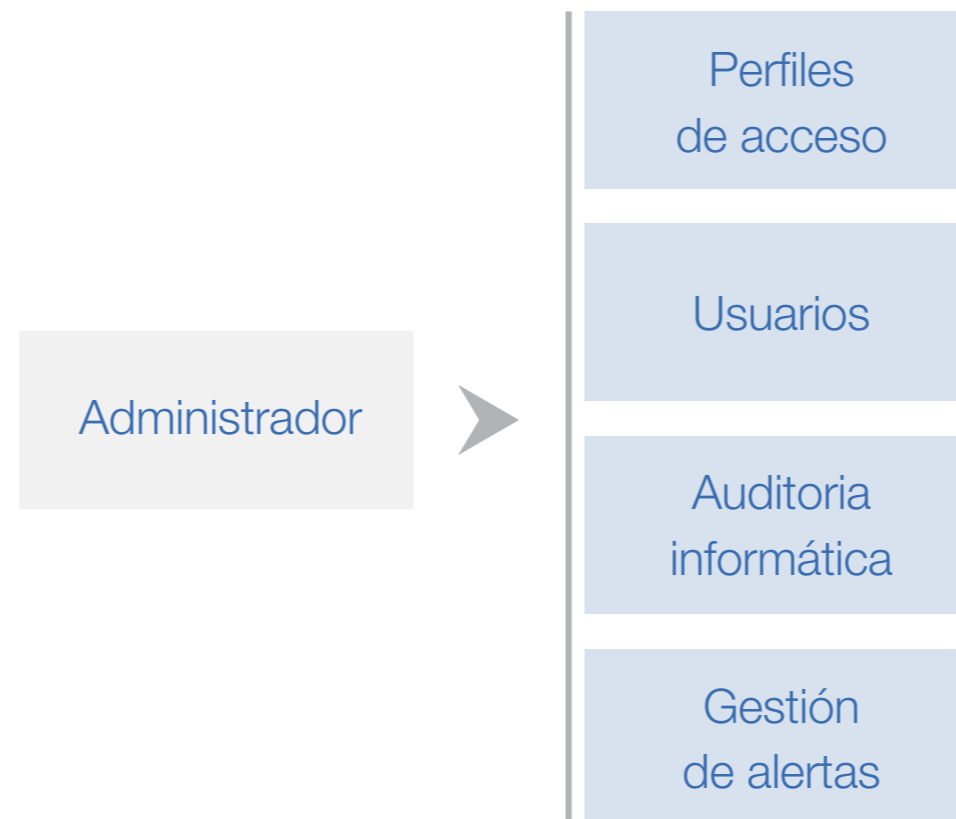 Perfiles
de acceso
Usuarios
Administrador
Auditoria
informática
Gestión
de alertas